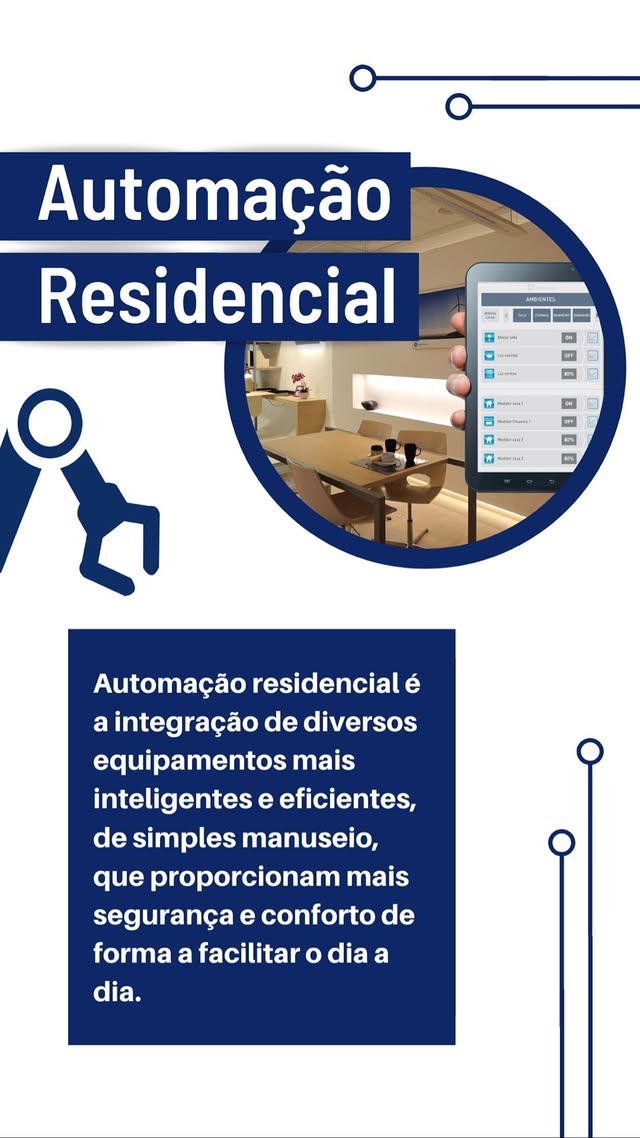 Automação
Residencial
AMBIENTES
ON
OFF
80%
ON
OFF
80%
80%
Automação residencial é
a integração de diversos
equipamentos mais
inteligentes e eficientes,
de simples manuseio,
que proporcionam mais
segurança e conforto de
forma a facilitar o dia a
dia.